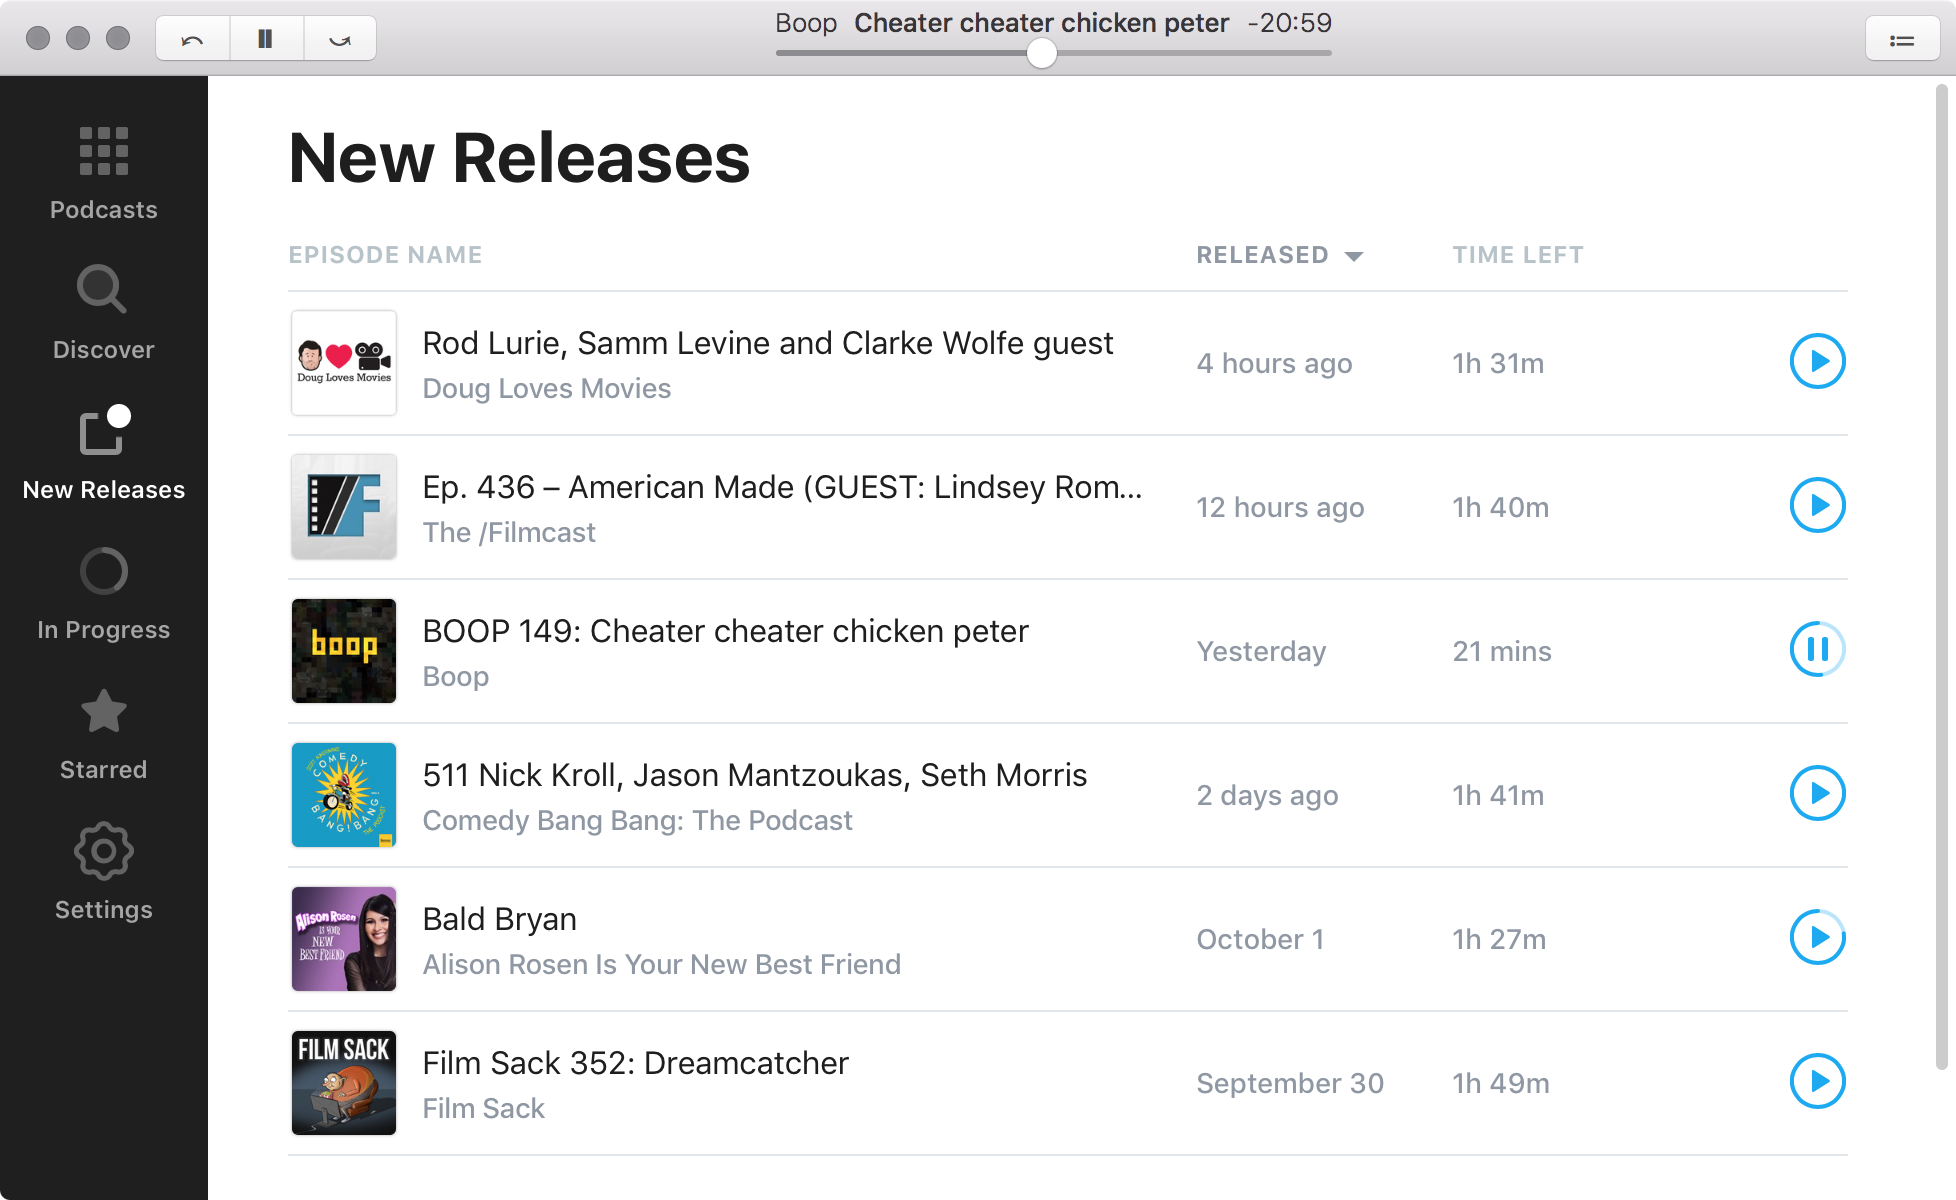 Boop Cheater cheater chicken peter -20:59
Podcasts
Discover
New Releases
In Progress
Starred
Settings
New Releases
EPISODE NAME RELEASED TIME LEFT
Doug Loves Movies
Rod Lurie, Samm Levine and Clarke Wolfe guest
Doug Loves Movies
4 hours ago 1h 31m
F
Ep. 436 – American Made (GUEST: Lindsey Rom...
The /Filmcast
12 hours ago 1h 40m
boop
BOOP 149: Cheater cheater chicken peter
Boop
Yesterday 21 mins
COMEDY
BANG! BANG!
THE PODCAST
511 Nick Kroll, Jason Mantzoukas, Seth Morris
Comedy Bang Bang: The Podcast
2 days ago 1h 41m
Alison Rosen
IS YOUR
NEW
BEST FRIEND
Bald Bryan
Alison Rosen Is Your New Best Friend
October 1 1h 27m
FILM SACK
Film Sack 352: Dreamcatcher
Film Sack
September 30 1h 49m